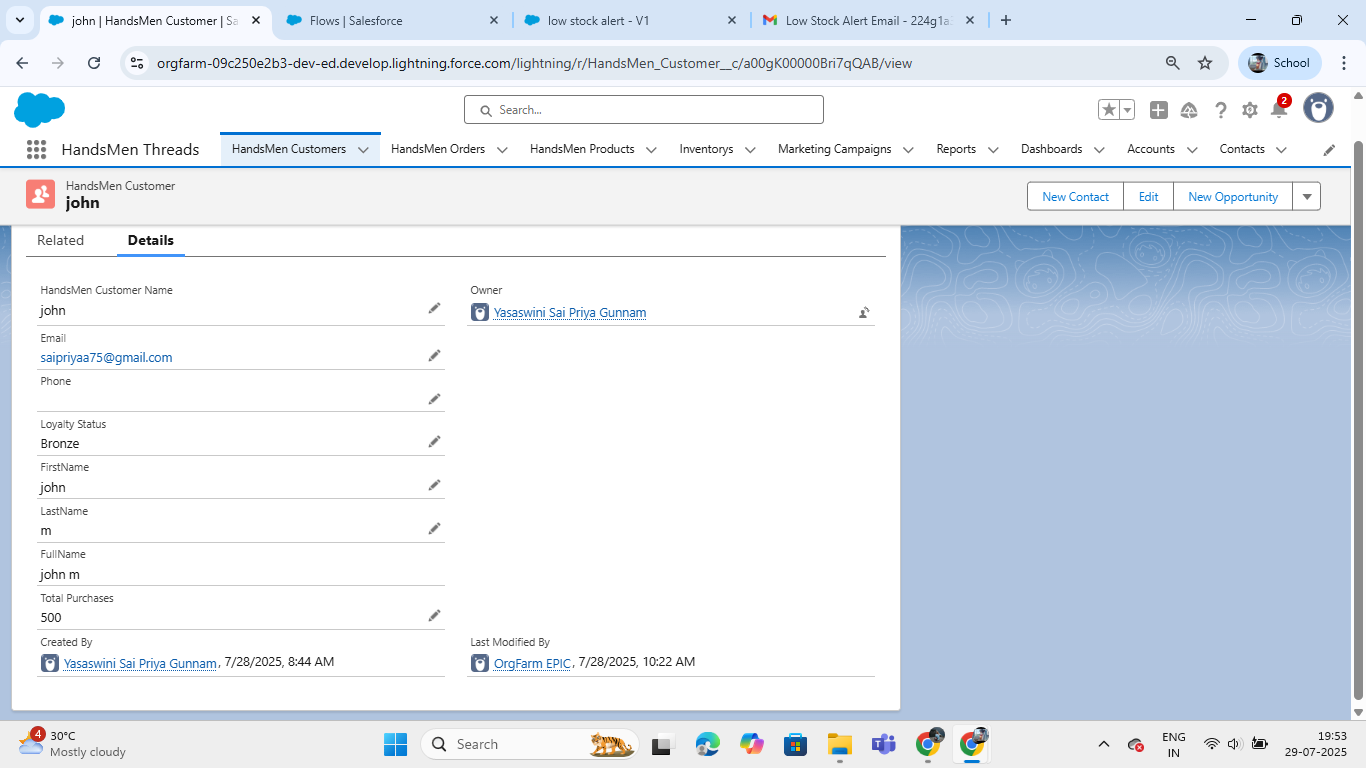 john | HandsMen Customer | Sa
Flows | Salesforce
low stock alert - V1
Low Stock Alert Email - 224g1a3
orgfarm-09c250e2b3-dev-ed.develop.lightning.force.com/lightning/r/HandsMen_Customer__c/a00gK00000Bri7qQAB/view
School
Search...
2
HandsMen Threads
HandsMen Customers
HandsMen Orders
HandsMen Products
Inventorys
Marketing Campaigns
Reports
Dashboards
Accounts
Contacts
HandsMen Customer
john
New Contact
Edit
New Opportunity
Related
Details
HandsMen Customer Name
john
Owner
Yasaswini Sai Priya Gunnam
Email
saipriyaa75@gmail.com
Phone
Loyalty Status
Bronze
FirstName
john
LastName
m
FullName
john m
Total Purchases
500
Created By
Yasaswini Sai Priya Gunnam, 7/28/2025, 8:44 AM
Last Modified By
OrgFarm EPIC, 7/28/2025, 10:22 AM
4
30°C
Mostly cloudy
Search
ENG
IN
19:53
29-07-2025